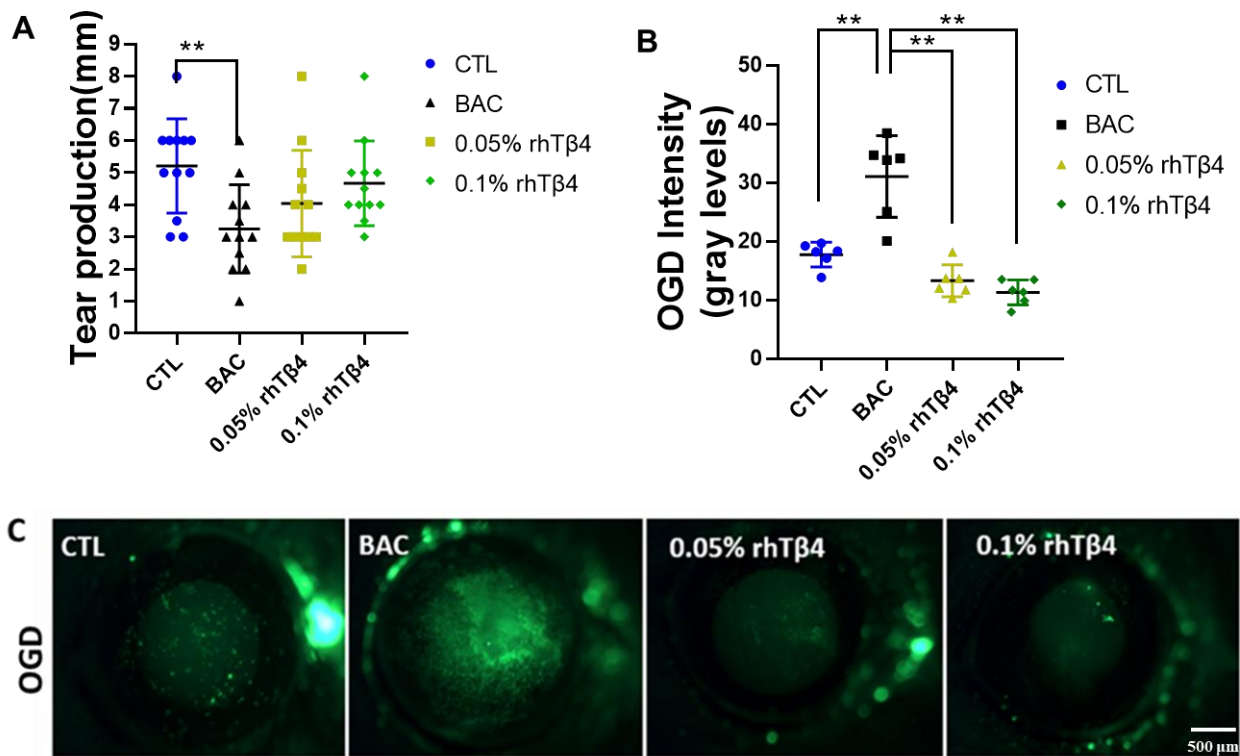 A
Tear production(mm)
9
8
7
6
5
4
3
2
1
0
**
CTL
BAC
0.05% rhTβ4
0.1% rhTβ4
CTL
BAC
0.05% rhTβ4
0.1% rhTβ4
B
OGD Intensity
(gray levels)
50
40
30
20
10
0
**
**
**
CTL
BAC
0.05% rhTβ4
0.1% rhTβ4
CTL
BAC
0.05% rhTβ4
0.1% rhTβ4
C
OGD
CTL
BAC
0.05% rhTβ4
0.1% rhTβ4
500 μm